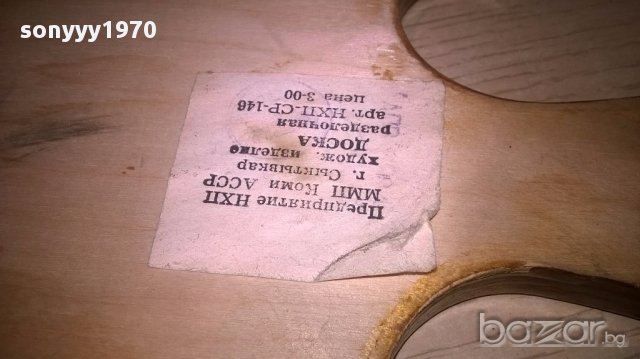 sonyyy1970
Предприятие НХП
ММП Коми АССР
г. Сыктывкар
худож. изделие
ДОСКА
разделочная
арт. НХП-СР-146
цена 3-00
bazar.bg